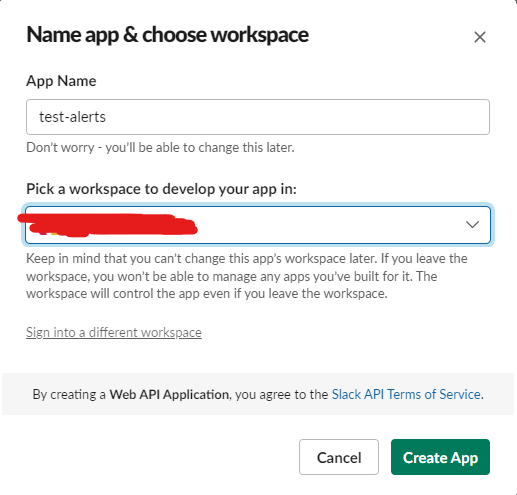 Name app & choose workspace
App Name
test-alerts
Don't worry - you'll be able to change this later.
Pick a workspace to develop your app in:
Keep in mind that you can't change this app's workspace later. If you leave the
workspace, you won't be able to manage any apps you've built for it. The
workspace will control the app even if you leave the workspace.
Sign into a different workspace
By creating a Web API Application, you agree to the Slack API Terms of Service.
Cancel
Create App